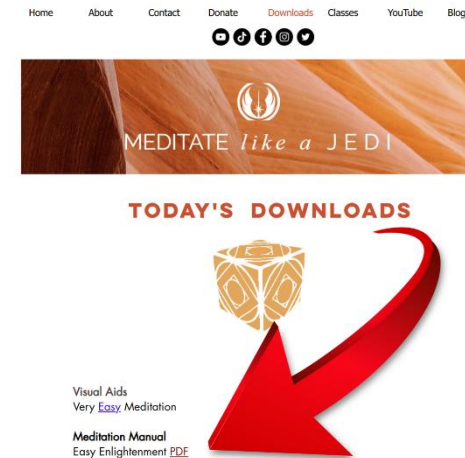 Home About Contact Donate Downloads Classes YouTube Blog
MEDITATE like a JEDI
TODAY'S DOWNLOADS
Visual Aids
Very Easy Meditation
Meditation Manual
Easy Enlightenment PDF